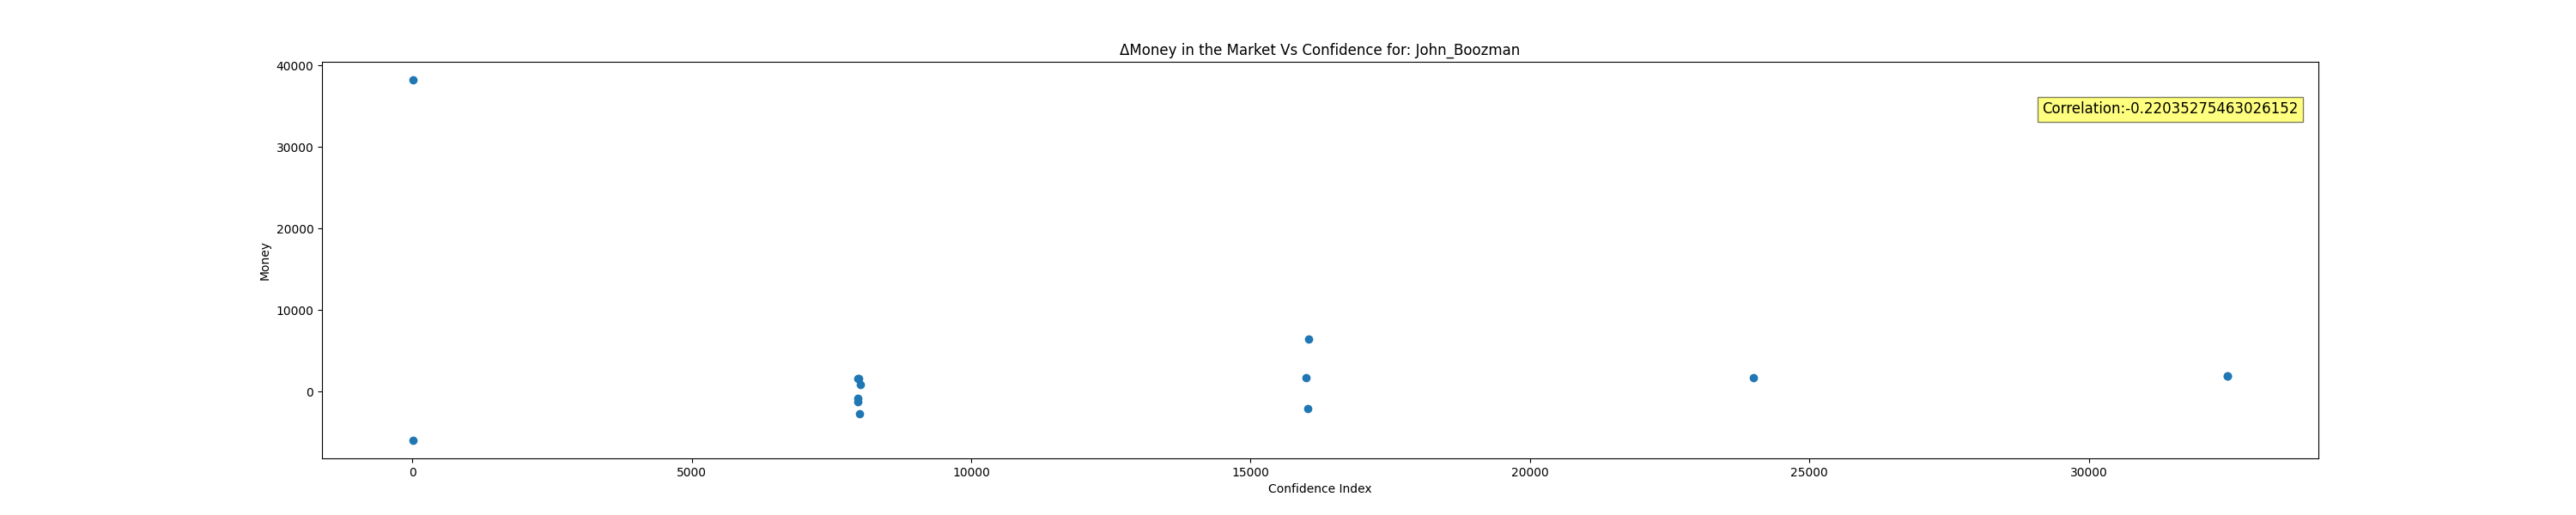 ΔMoney in the Market Vs Confidence for: John_Boozman
40000
30000
20000
10000
0
Money
Correlation:-0.22035275463026152
0 5000 10000 15000 20000 25000 30000
Confidence Index